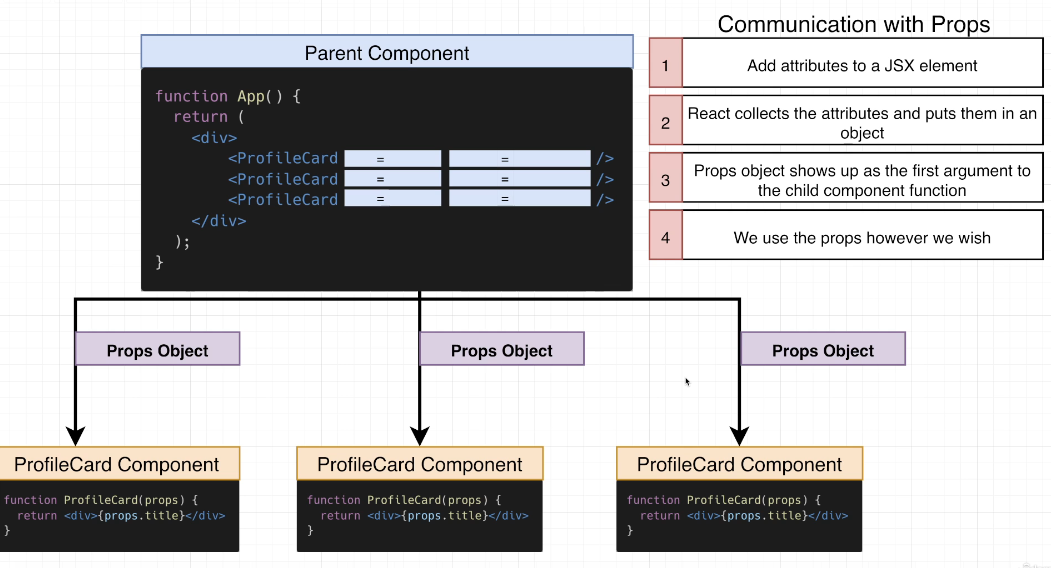 Communication with Props
Parent Component
function App() {
return (
<div>
<ProfileCard = = />
<ProfileCard = = />
<ProfileCard = = />
</div>
);
}
1 Add attributes to a JSX element
2 React collects the attributes and puts them in an
object
3 Props object shows up as the first argument to
the child component function
4 We use the props however we wish
Props Object
Props Object
Props Object
ProfileCard Component
function ProfileCard(props) {
return <div>{props.title}</div>
}
ProfileCard Component
function ProfileCard(props) {
return <div>{props.title}</div>
}
ProfileCard Component
function ProfileCard(props) {
return <div>{props.title}</div>
}